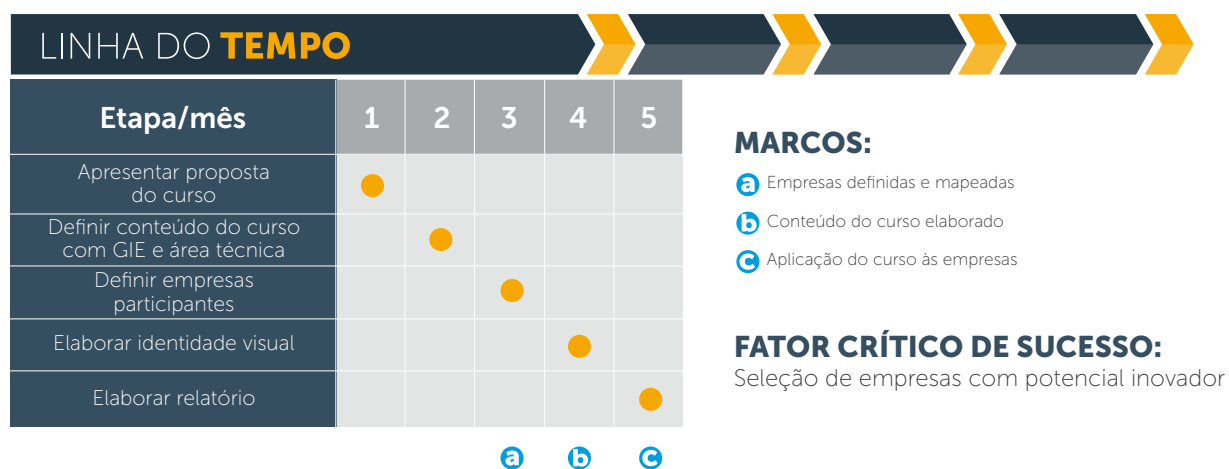 LINHA DO TEMPO
Etapa/mês 1 2 3 4 5
Apresentar proposta
do curso
Definir conteúdo do curso
com GIE e área técnica
Definir empresas
participantes
Elaborar identidade visual
Elaborar relatório
a b c
MARCOS:
a Empresas definidas e mapeadas
b Conteúdo do curso elaborado
c Aplicação do curso às empresas
FATOR CRÍTICO DE SUCESSO:
Seleção de empresas com potencial inovador